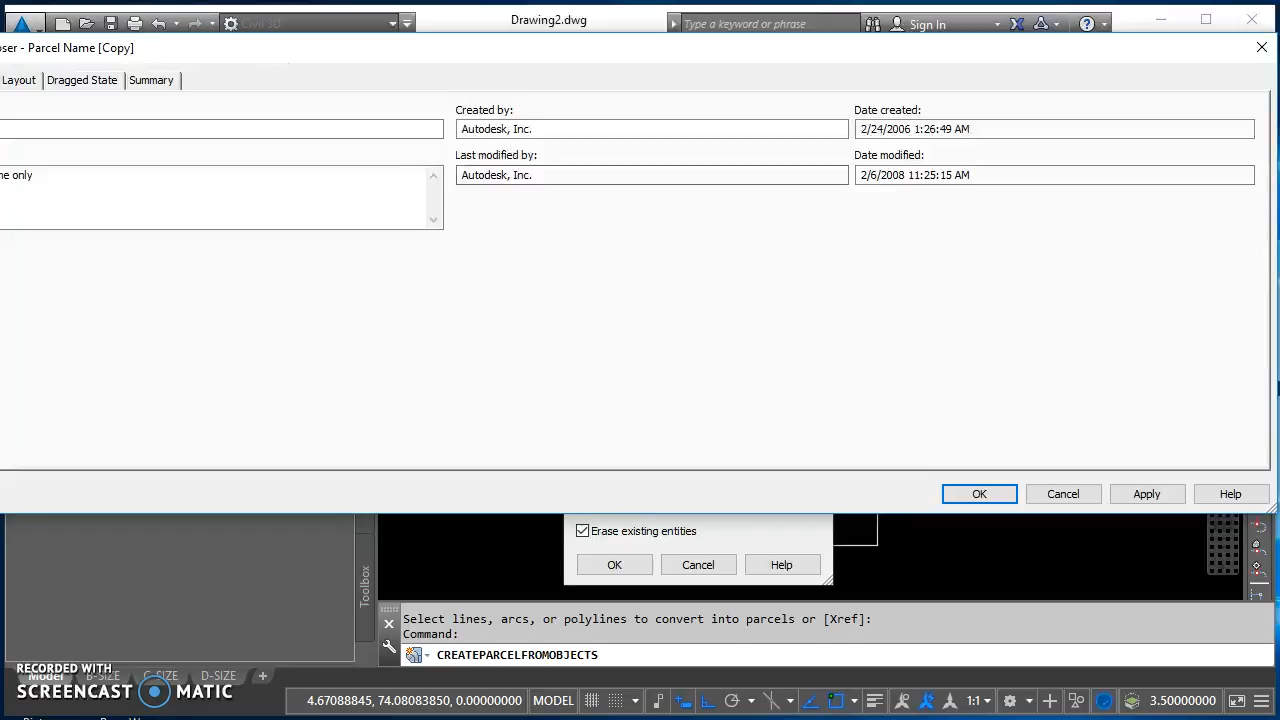 Civil 3D
Drawing2.dwg
Type a keyword or phrase
Sign In
oser - Parcel Name [Copy]
Layout
Dragged State
Summary
Created by:
Date created:
Autodesk, Inc.
2/24/2006 1:26:49 AM
Last modified by:
Date modified:
ne only
Autodesk, Inc.
2/6/2008 11:25:15 AM
OK
Cancel
Apply
Help
Erase existing entities
OK
Cancel
Help
Toolbox
Select lines, arcs, or polylines to convert into parcels or [Xref]:
Command:
CREATEPARCELFROMOBJECTS
RECORDED WITH
SCREENCAST MATIC
Model
B-SIZE
C-SIZE
D-SIZE
4.67088845, 74.08083850, 0.00000000
MODEL
1:1
3.50000000